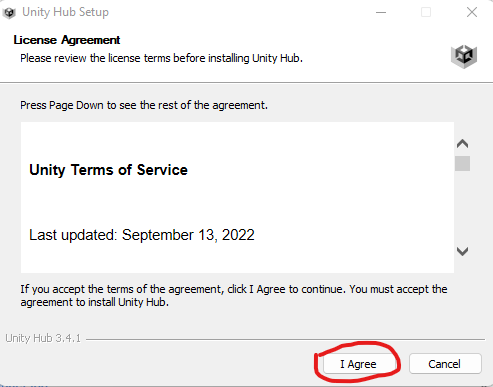 Unity Hub Setup
License Agreement
Please review the license terms before installing Unity Hub.
Press Page Down to see the rest of the agreement.
Unity Terms of Service
Last updated: September 13, 2022
If you accept the terms of the agreement, click I Agree to continue. You must accept the
agreement to install Unity Hub.
Unity Hub 3.4.1
I Agree
Cancel